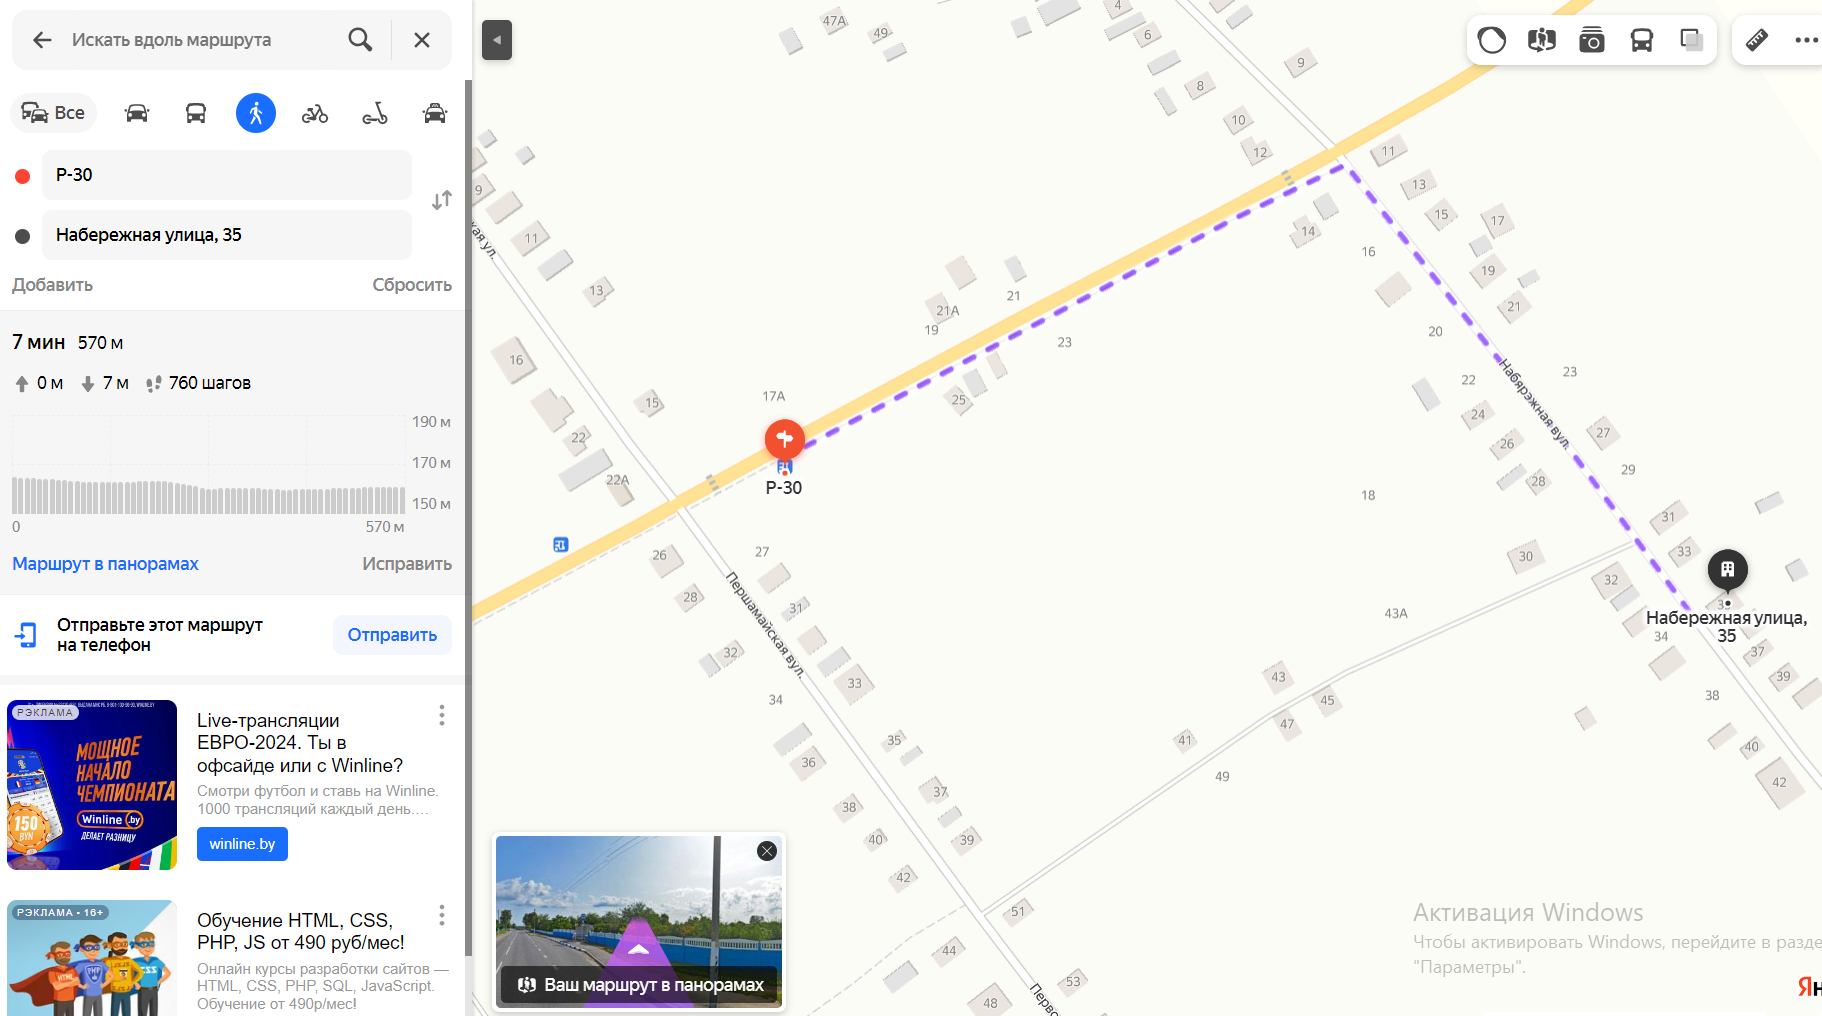 Искать вдоль маршрута
Все
Р-30
Набережная улица, 35
Добавить
Сбросить
7 мин 570 м
0 м 7 м 760 шагов
190 м
170 м
150 м
0
570 м
Маршрут в панорамах
Исправить
Отправьте этот маршрут
на телефон
Отправить
РЭКЛАМА
МОЩНОЕ
НАЧАЛО
ЧЕМПИОНАТА
Winline .by
ДЕЛАЕТ РАЗНИЦУ
150
BYN
Live-трансляции
ЕВРО-2024. Ты в
офсайде или с Winline?
Смотри футбол и ставь на Winline.
1000 трансляций каждый день....
winline.by
РЭКЛАМА • 16+
HTML
PHP
JS
CSS
Обучение HTML, CSS,
PHP, JS от 490 руб/мес!
Онлайн курсы разработки сайтов —
HTML, CSS, PHP, SQL, JavaScript.
Обучение от 490р/мес!
47А
49
4
6
8
9
10
12
11
13
15
17
14
16
19
21
9
кая ул.
11
13
21А
19
21
23
20
22
23
24
26
27
28
29
Набярэжная вул.
16
15
17А
25
22
22А
Р-30
18
31
33
30
32
35
Набережная улица,
35
34
37
39
38
40
42
26
27
28
31
Першамайская вул.
32
33
34
43А
43
45
47
41
49
35
36
37
38
39
40
42
51
44
53
48
Перво
Ваш маршрут в панорамах
Активация Windows
Чтобы активировать Windows, перейдите в разде
"Параметры".
Ян